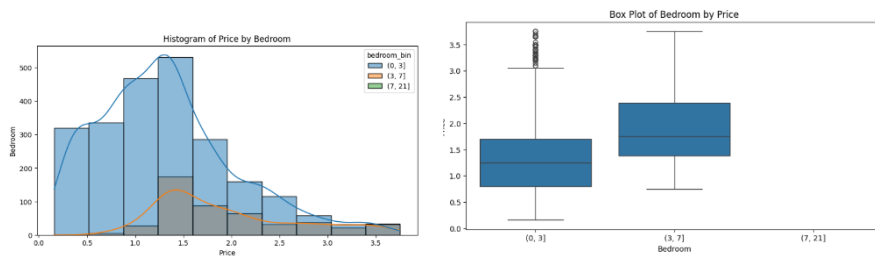 Histogram of Price by Bedroom
bedroom_bin
(0, 3]
(3, 7]
(7, 21]
500
400
300
200
100
0
Bedroom
0.0 0.5 1.0 1.5 2.0 2.5 3.0 3.5
Price
Box Plot of Bedroom by Price
3.5
3.0
2.5
2.0
1.5
1.0
0.5
0.0
(0, 3] (3, 7] (7, 21]
Bedroom